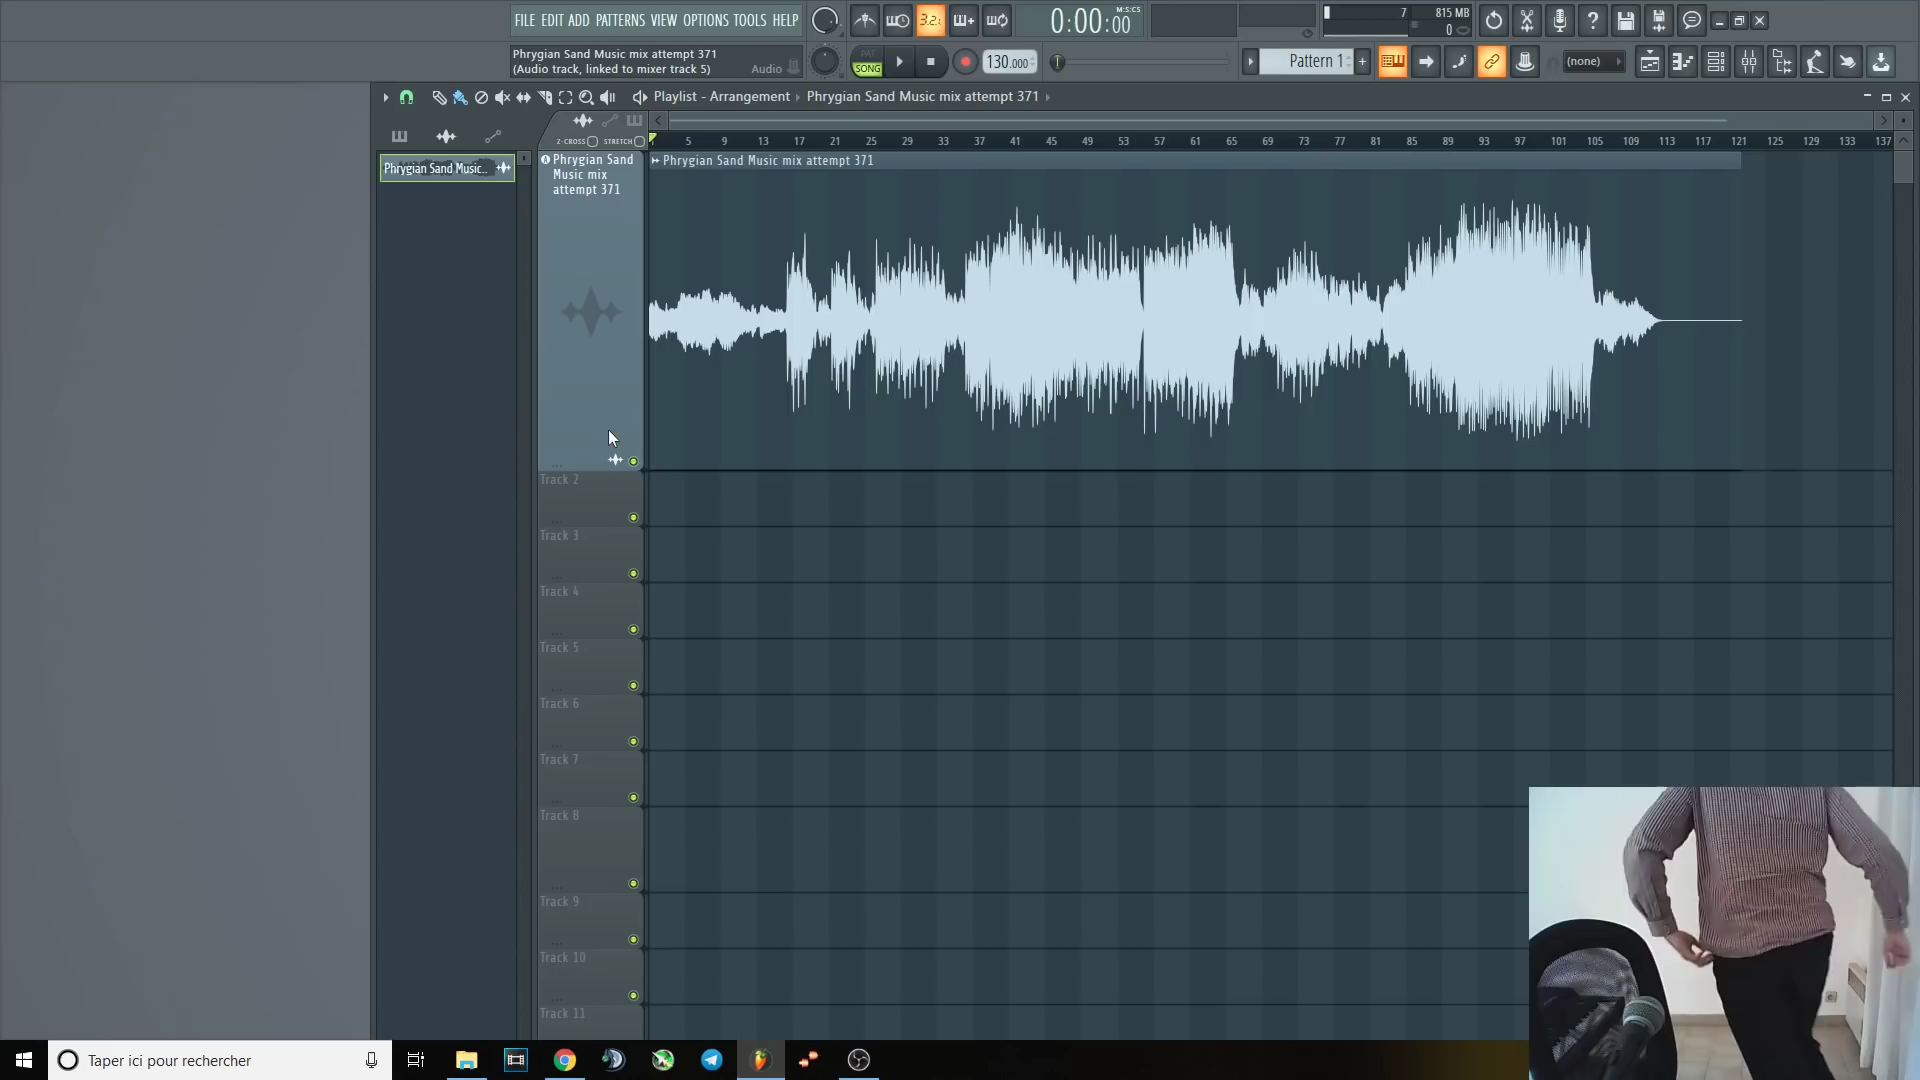 FILE EDIT ADD PATTERNS VIEW OPTIONS TOOLS HELP
3.2.
0:00:00
M:S:CS
7
815 MB
0
Phrygian Sand Music mix attempt 371
(Audio track, linked to mixer track 5)
Audio
PAT
SONG
130.000
Pattern 1
+
(none)
Playlist - Arrangement › Phrygian Sand Music mix attempt 371 ›
Z-CROSS STRETCH
5 9 13 17 21 25 29 33 37 41 45 49 53 57 61 65 69 73 77 81 85 89 93 97 101 105 109 113 117 121 125 129 133 137
Phrygian Sand Music..
Phrygian Sand
Music mix
attempt 371
Phrygian Sand Music mix attempt 371
Track 2
Track 3
Track 4
Track 5
Track 6
Track 7
Track 8
Track 9
Track 10
Track 11
Taper ici pour rechercher